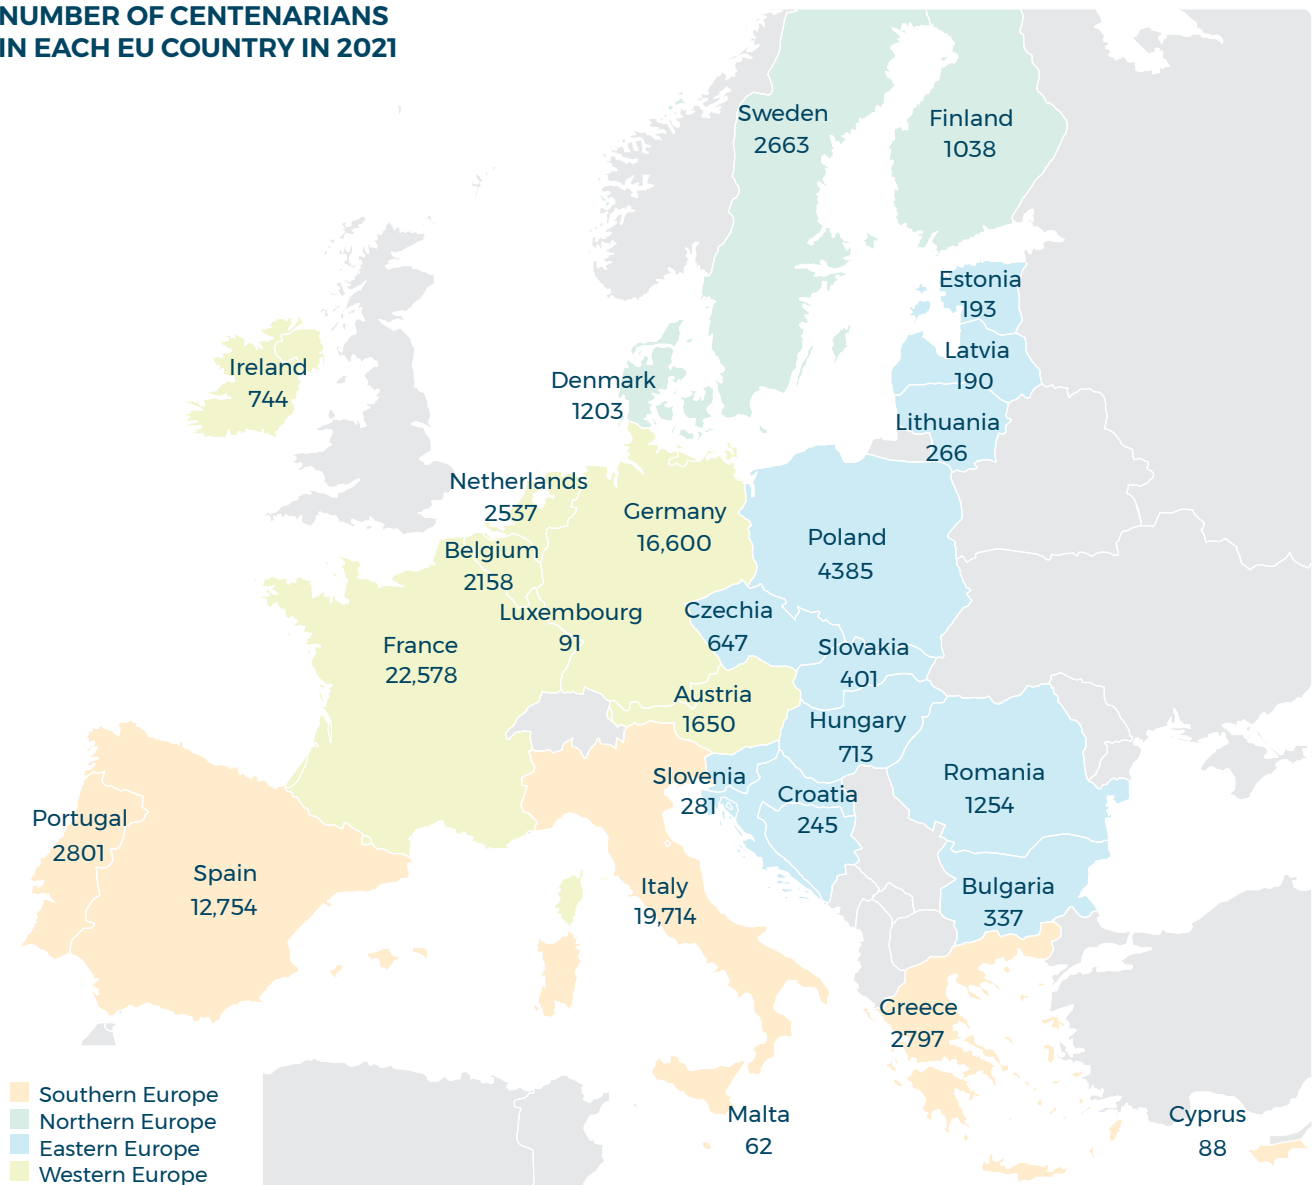 NUMBER OF CENTENARIANS
IN EACH EU COUNTRY IN 2021
Sweden
2663
Finland
1038
Estonia
193
Latvia
190
Lithuania
266
Ireland
744
Denmark
1203
Netherlands
2537
Germany
16,600
Belgium
2158
Poland
4385
Luxembourg
91
Czechia
647
France
22,578
Slovakia
401
Austria
1650
Hungary
713
Slovenia
281
Croatia
245
Romania
1254
Portugal
2801
Spain
12,754
Italy
19,714
Bulgaria
337
Greece
2797
Malta
62
Cyprus
88
Southern Europe
Northern Europe
Eastern Europe
Western Europe